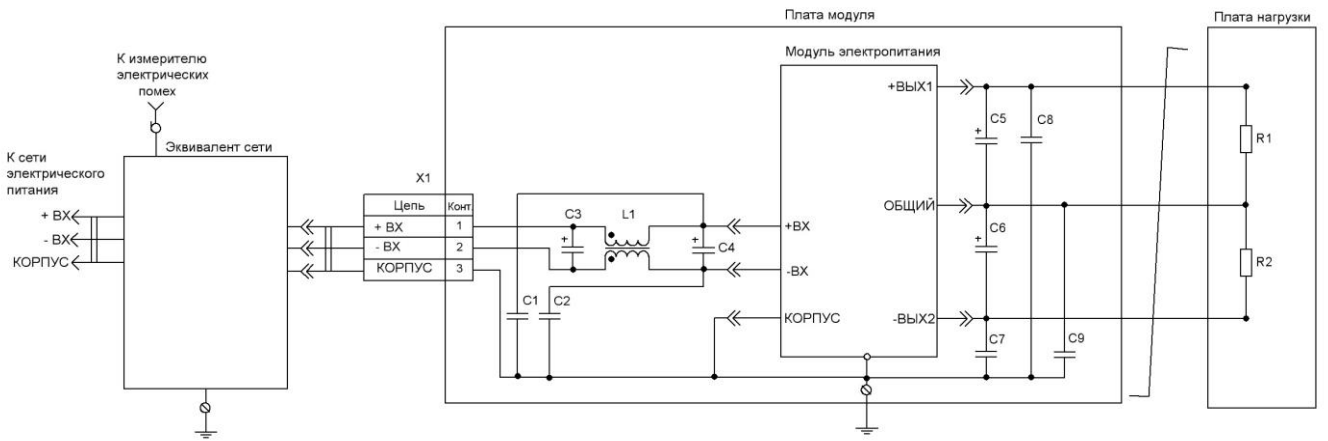 Плата модуля
Плата нагрузки
К измерителю
электрических
помех
Модуль электропитания
+ВЫХ1
C5
+
C8
R1
Эквивалент сети
К сети
электрического
питания
X1
Цепь
Конт.
+ ВХ
- ВХ
КОРПУС
+ ВХ
1
- ВХ
2
КОРПУС
3
C3
+
L1
+
C4
+ВХ
-ВХ
ОБЩИЙ
C6
+
R2
C1
C2
КОРПУС
-ВЫХ2
C7
C9